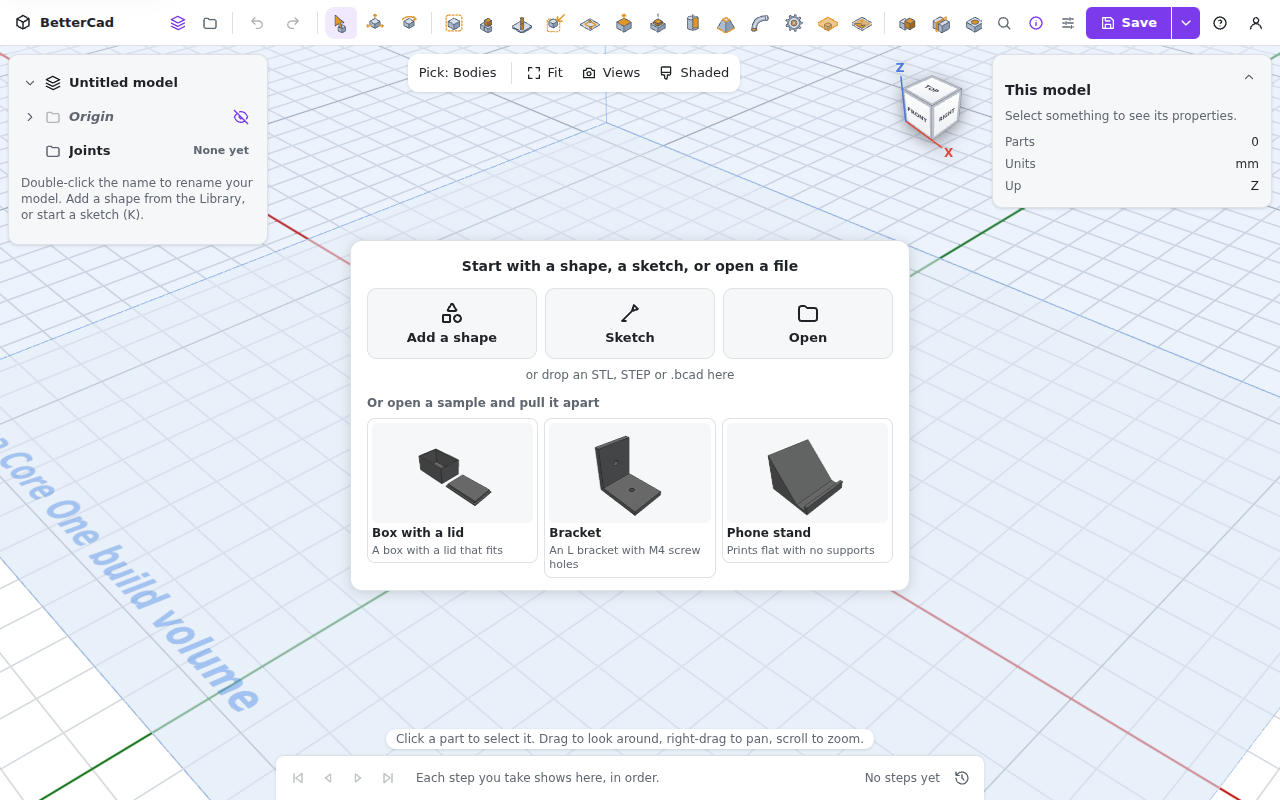 BetterCad
Save
Untitled model
Origin
Joints None yet
Double-click the name to rename your
model. Add a shape from the Library,
or start a sketch (K).
Pick: Bodies Fit Views Shaded
Z
TOP
FRONT RIGHT
X
This model
Select something to see its properties.
Parts 0
Units mm
Up Z
Start with a shape, a sketch, or open a file
Add a shape Sketch Open
or drop an STL, STEP or .bcad here
Or open a sample and pull it apart
Box with a lid
A box with a lid that fits
Bracket
An L bracket with M4 screw
holes
Phone stand
Prints flat with no supports
Core One build volume
Click a part to select it. Drag to look around, right-drag to pan, scroll to zoom.
Each step you take shows here, in order. No steps yet